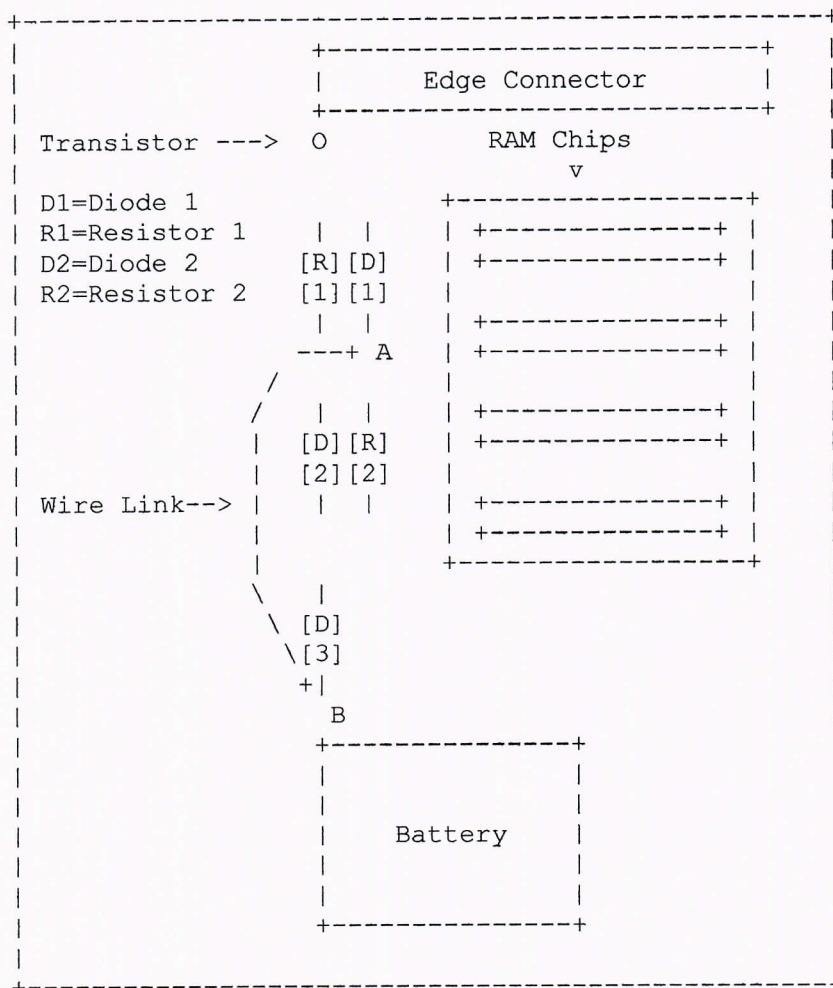 Edge Connector
Transistor ---> O RAM Chips
v
D1=Diode 1
R1=Resistor 1
D2=Diode 2 [R] [D]
R2=Resistor 2 [1] [1]
---+ A
[D] [R]
[2] [2]
Wire Link-->
[D]
[3]
+
B
Battery